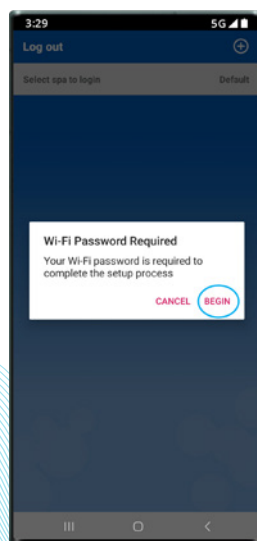 3:29 5G
Log out
Select spa to login Default
Wi-Fi Password Required
Your Wi-Fi password is required to
complete the setup process
CANCEL BEGIN